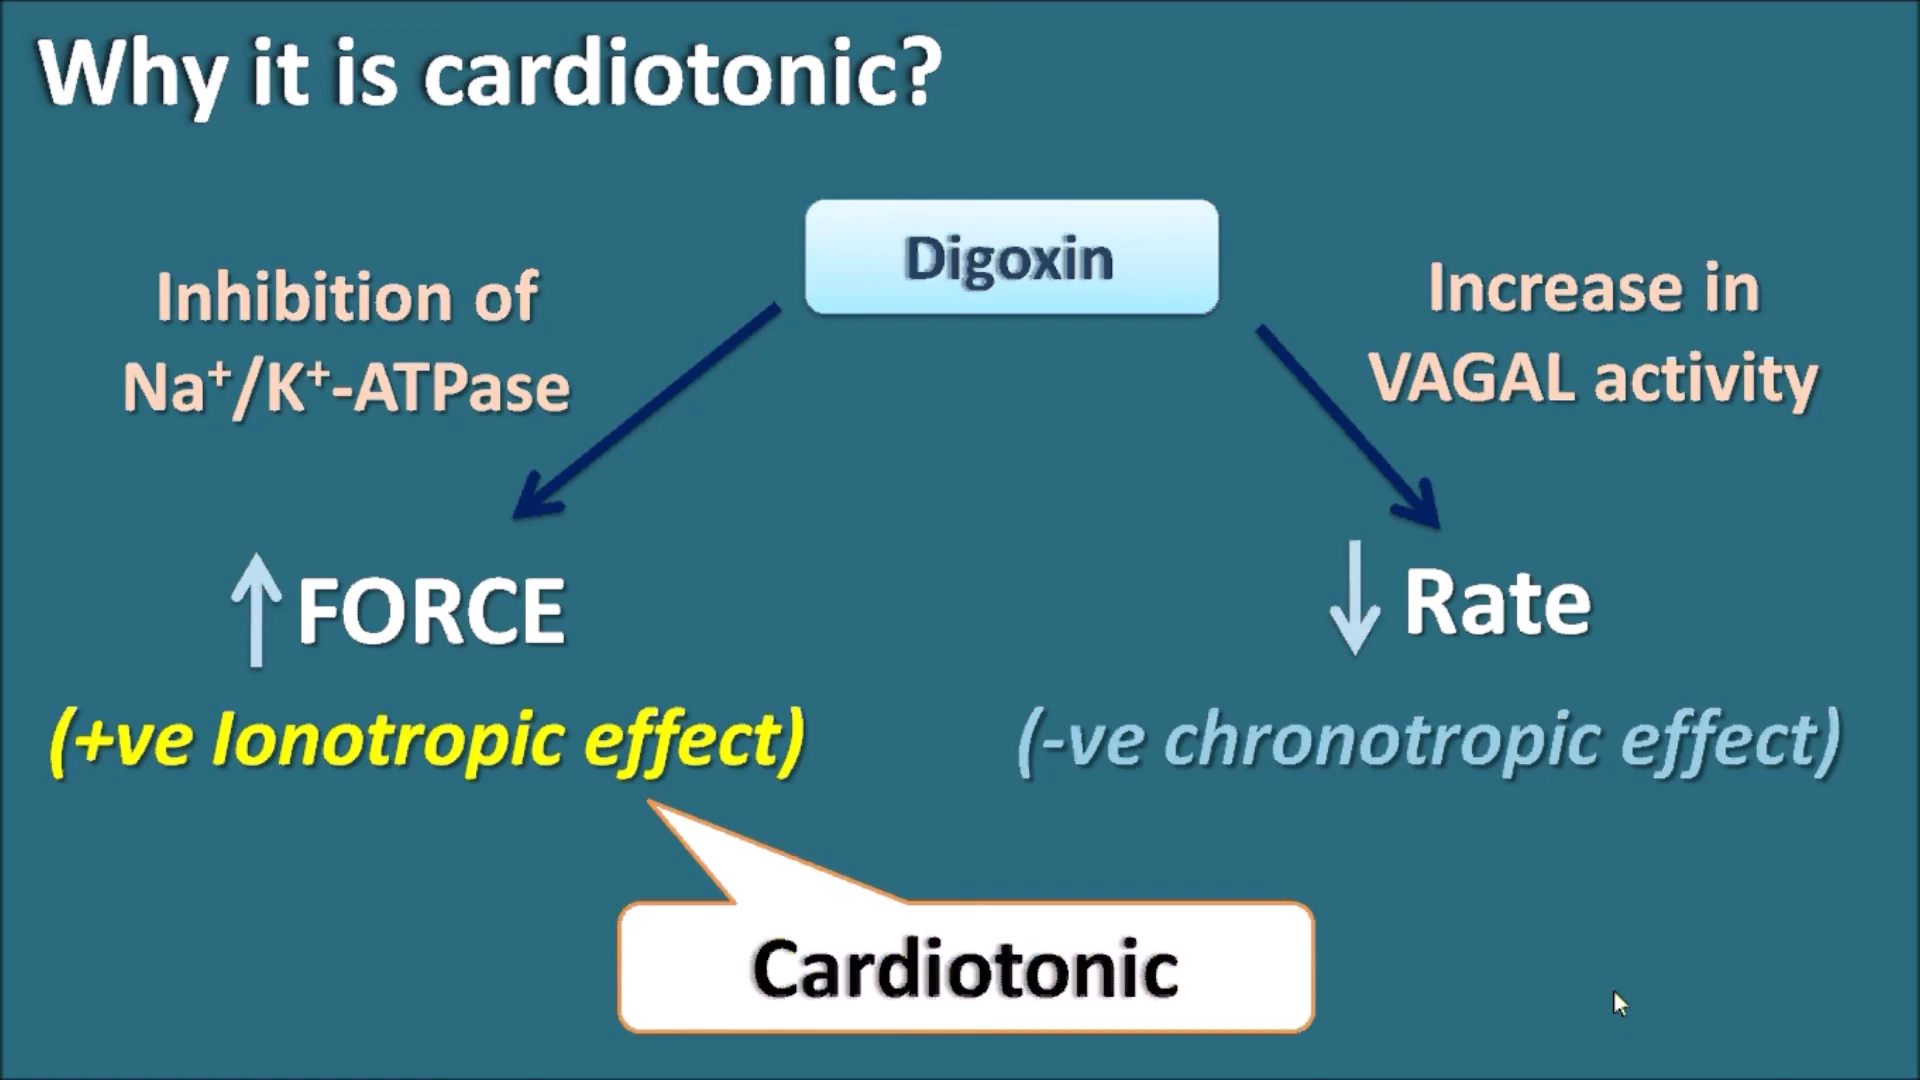 Why it is cardiotonic?
Digoxin
Inhibition of
Na⁺/K⁺-ATPase
Increase in
VAGAL activity
↑ FORCE
↓ Rate
(+ve Ionotropic effect)
(-ve chronotropic effect)
Cardiotonic